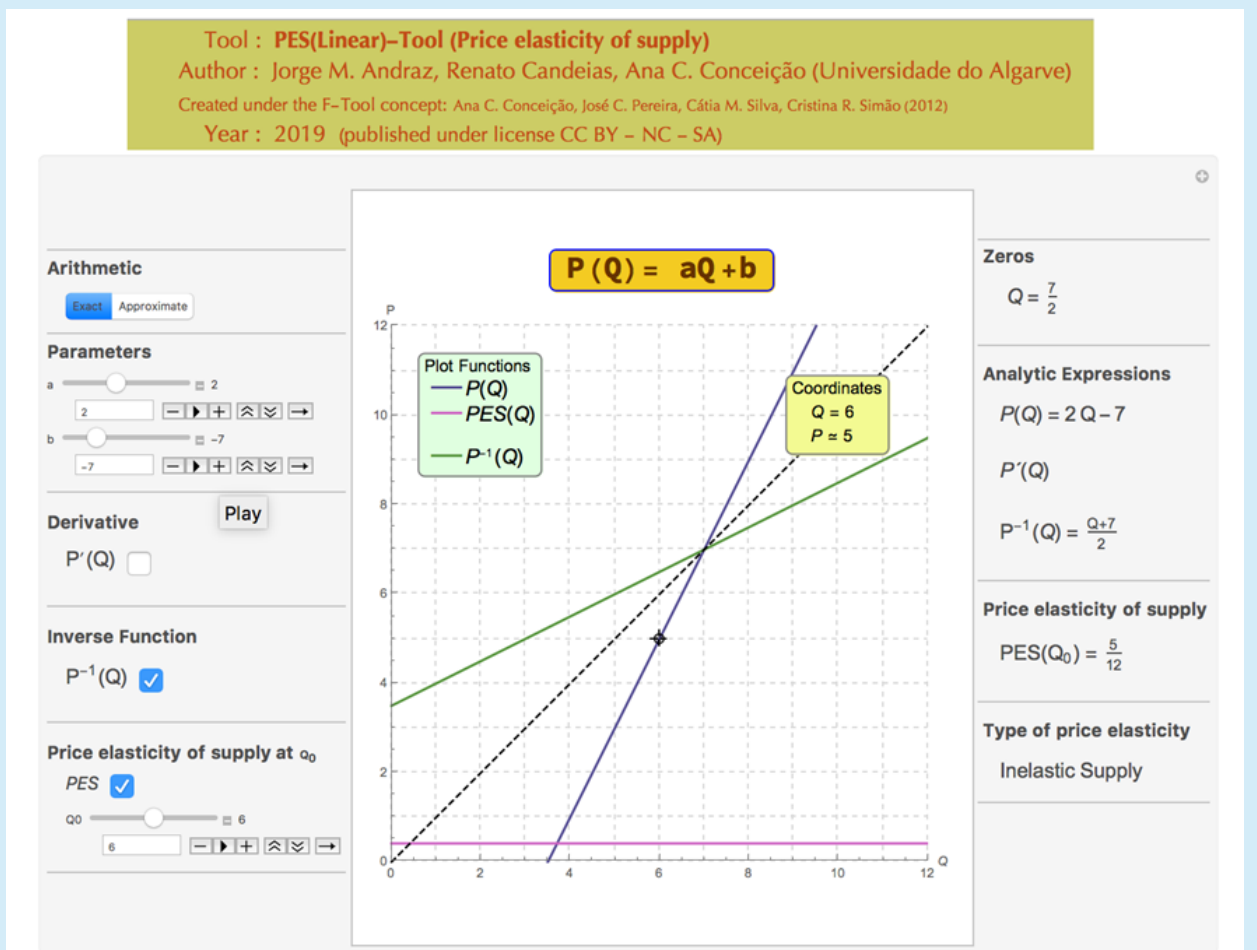 Tool : PES(Linear)–Tool (Price elasticity of supply)
Author : Jorge M. Andraz, Renato Candeias, Ana C. Conceição (Universidade do Algarve)
Created under the F–Tool concept: Ana C. Conceição, José C. Pereira, Cátia M. Silva, Cristina R. Simão (2012)
Year : 2019 (published under license CC BY – NC – SA)
Arithmetic
Exact Approximate
Parameters
a 2
2
b -7
-7
Play
Derivative
P′(Q)
Inverse Function
P⁻¹(Q)
Price elasticity of supply at Q₀
PES
Q0 6
6
P(Q) = aQ+b
P
12
10
8
6
4
2
0
0 2 4 6 8 10 12
Q
Plot Functions
P(Q)
PES(Q)
P⁻¹(Q)
Coordinates
Q = 6
P ≃ 5
Zeros
Q = 7/2
Analytic Expressions
P(Q) = 2 Q – 7
P′(Q)
P⁻¹(Q) = Q+7/2
Price elasticity of supply
PES(Q₀) = 5/12
Type of price elasticity
Inelastic Supply